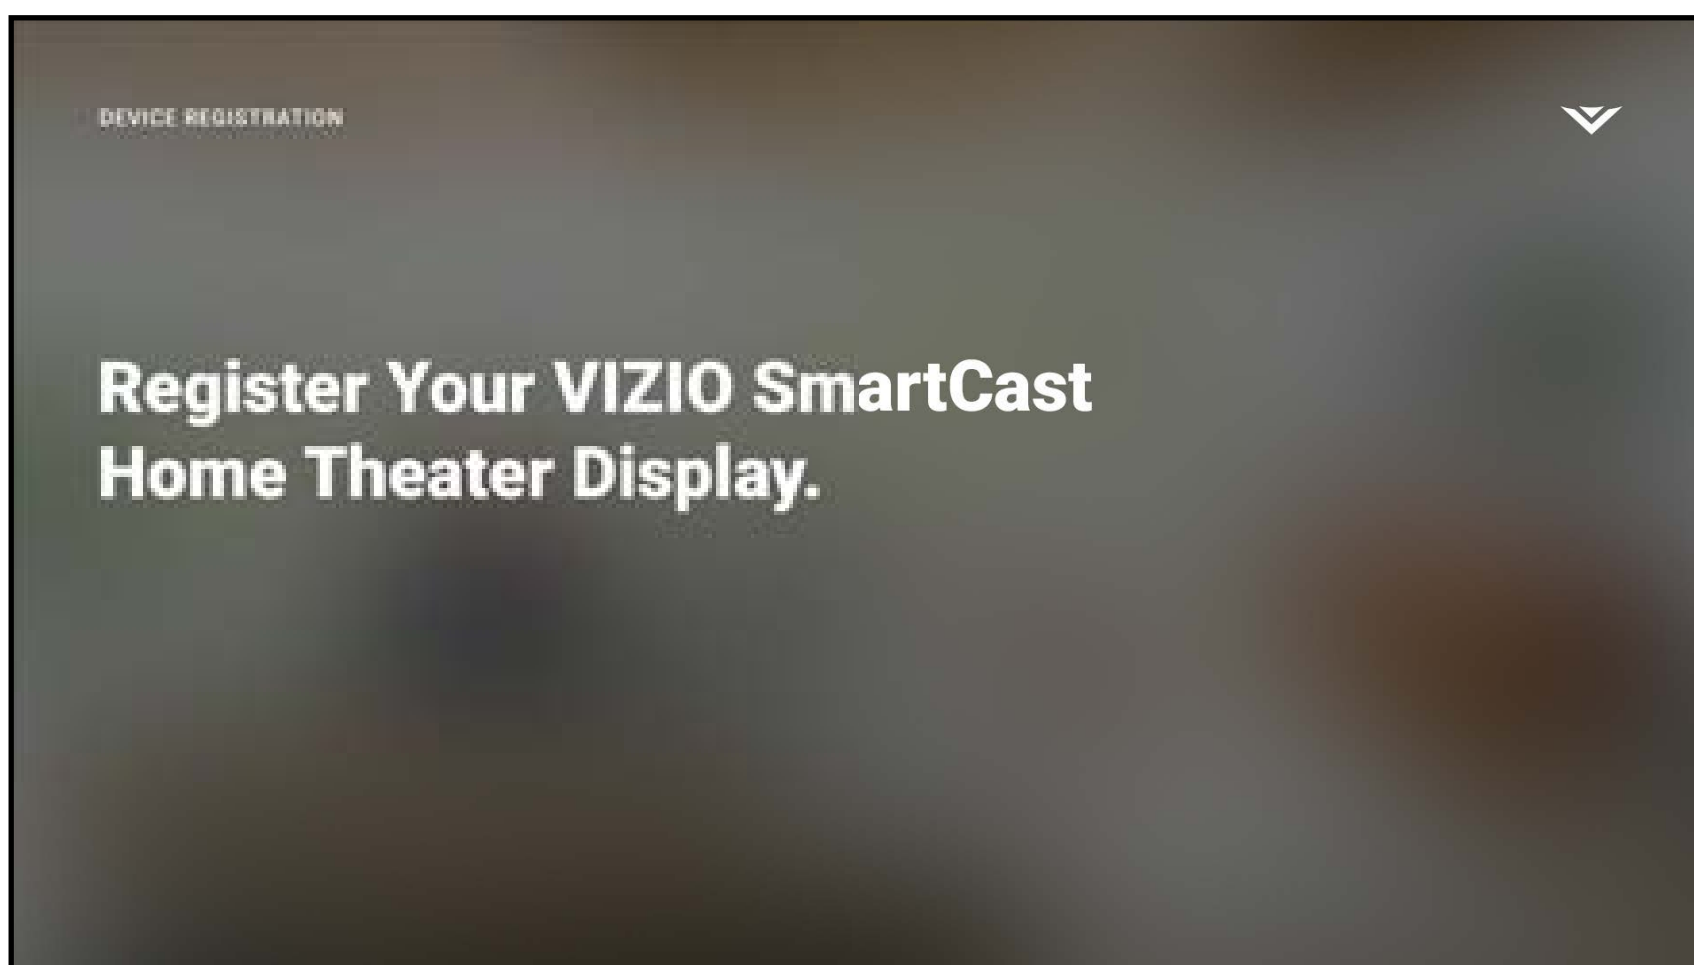 DEVICE REGISTRATION
Register Your VIZIO SmartCast
Home Theater Display.